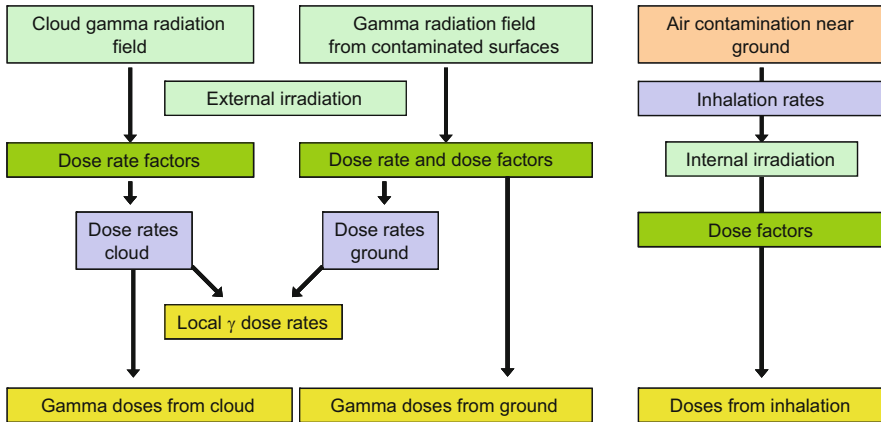 Cloud gamma radiation
field
Gamma radiation field
from contaminated surfaces
Air contamination near
ground
External irradiation
Inhalation rates
Dose rate factors
Dose rate and dose factors
Internal irradiation
Dose rates
cloud
Dose rates
ground
Dose factors
Local γ dose rates
Gamma doses from cloud
Gamma doses from ground
Doses from inhalation